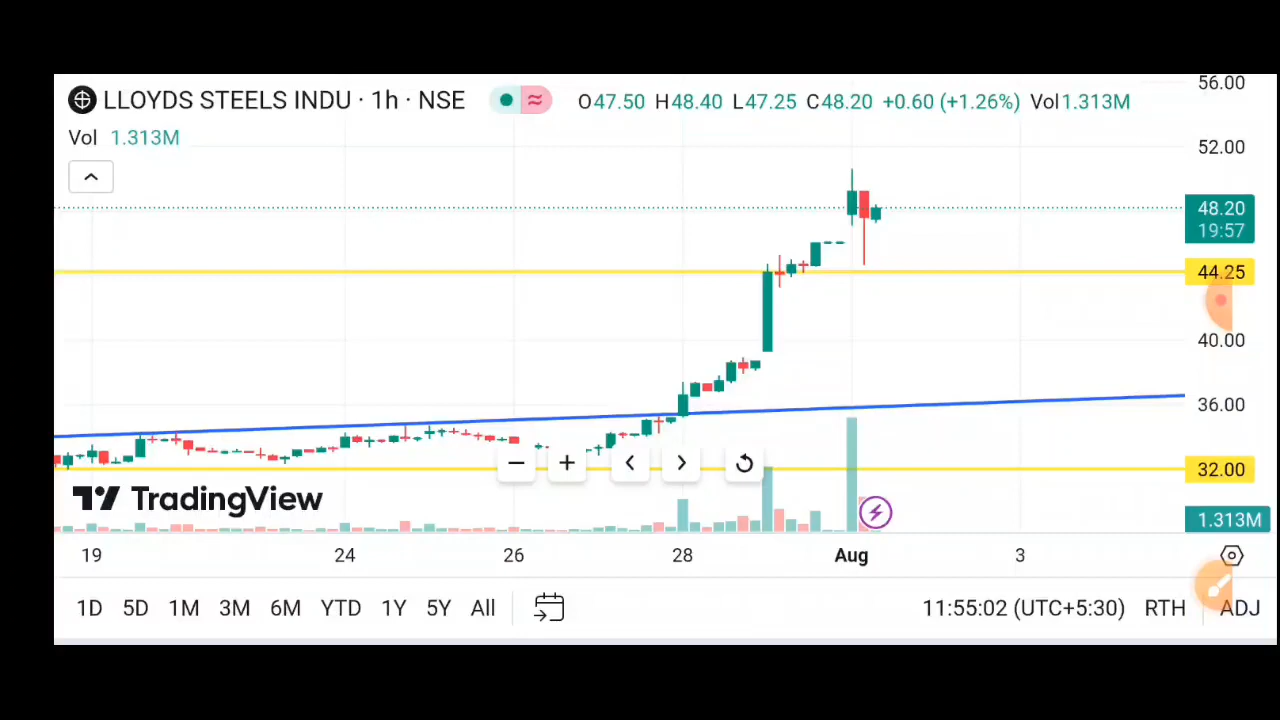 LLOYDS STEELS INDU · 1h · NSE O47.50 H48.40 L47.25 C48.20 +0.60 (+1.26%) Vol1.313M
Vol 1.313M
56.00
52.00
48.20
19:57
44.25
40.00
36.00
32.00
1.313M
TradingView
19 24 26 28 Aug 3
1D 5D 1M 3M 6M YTD 1Y 5Y All 11:55:02 (UTC+5:30) RTH ADJ